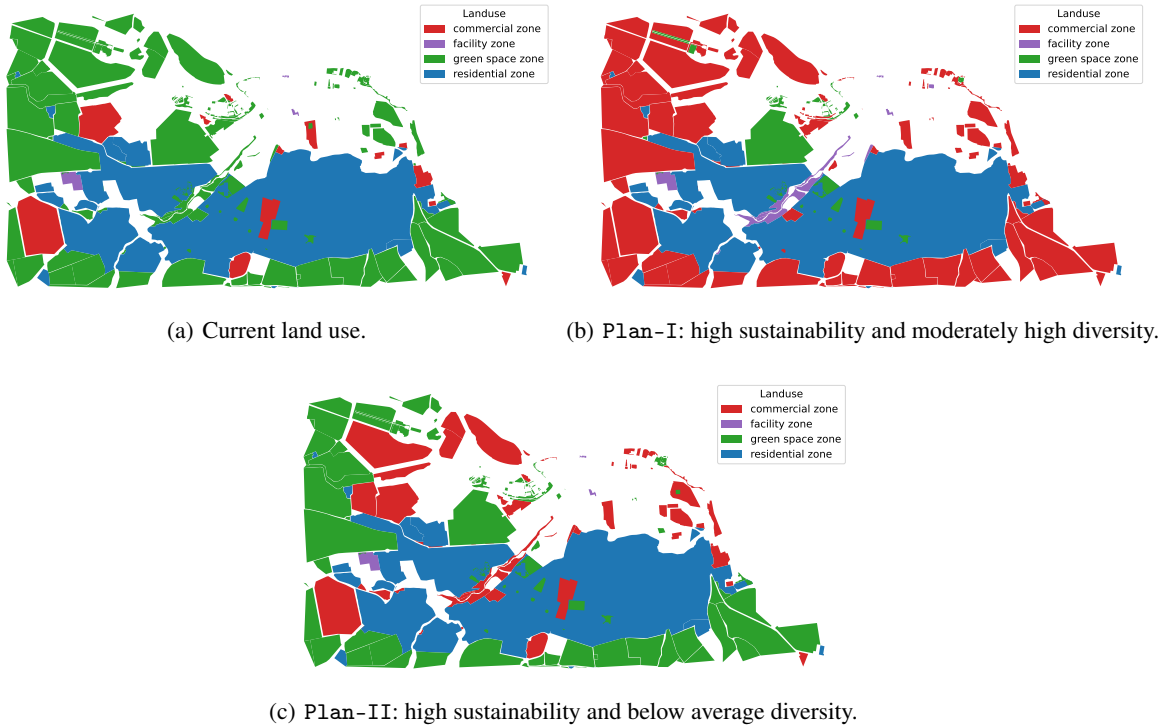 Landuse
commercial zone
facility zone
green space zone
residential zone
Landuse
commercial zone
facility zone
green space zone
residential zone
(a) Current land use.
(b) Plan-I: high sustainability and moderately high diversity.
Landuse
commercial zone
facility zone
green space zone
residential zone
(c) Plan-II: high sustainability and below average diversity.